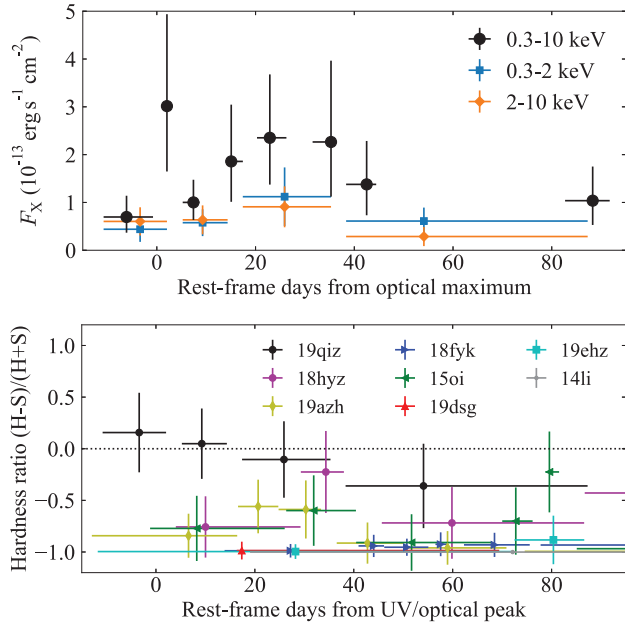 5
4
3
2
1
0
F_X (10^-13 erg s^-1 cm^-2)
0.3-10 keV
0.3-2 keV
2-10 keV
0 20 40 60 80
Rest-frame days from optical maximum
1.0
0.5
0.0
−0.5
−1.0
Hardness ratio (H-S)/(H+S)
19qiz 18fyk 19ehz
18hyz 15oi 14li
19azh 19dsg
0 20 40 60 80
Rest-frame days from UV/optical peak